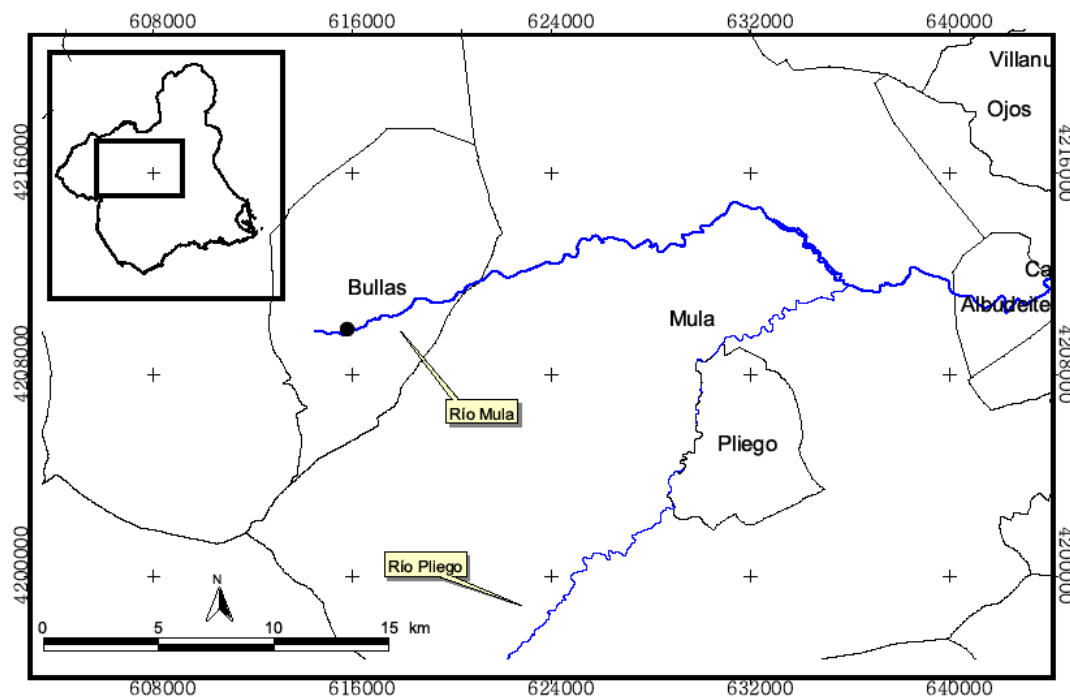 608000 616000 624000 632000 640000
Villanu
Ojos
4216000 4216000
Bullas
Ca
Albudeite
Mula
4208000 4208000
Río Mula
Pliego
Río Pliego
4200000 4200000
N
0 5 10 15 km
608000 616000 624000 632000 640000